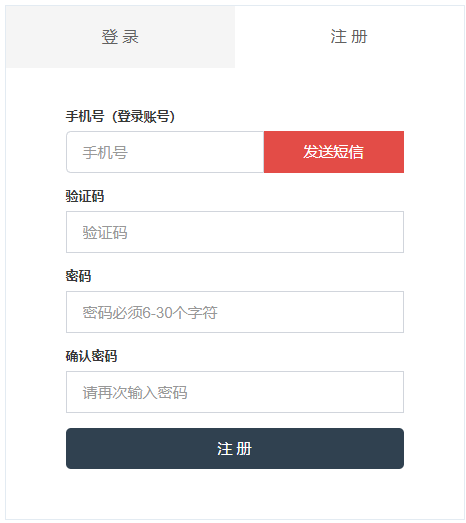 登 录
注 册
手机号（登录账号）
手机号
发送短信
验证码
验证码
密码
密码必须6-30个字符
确认密码
请再次输入密码
注 册